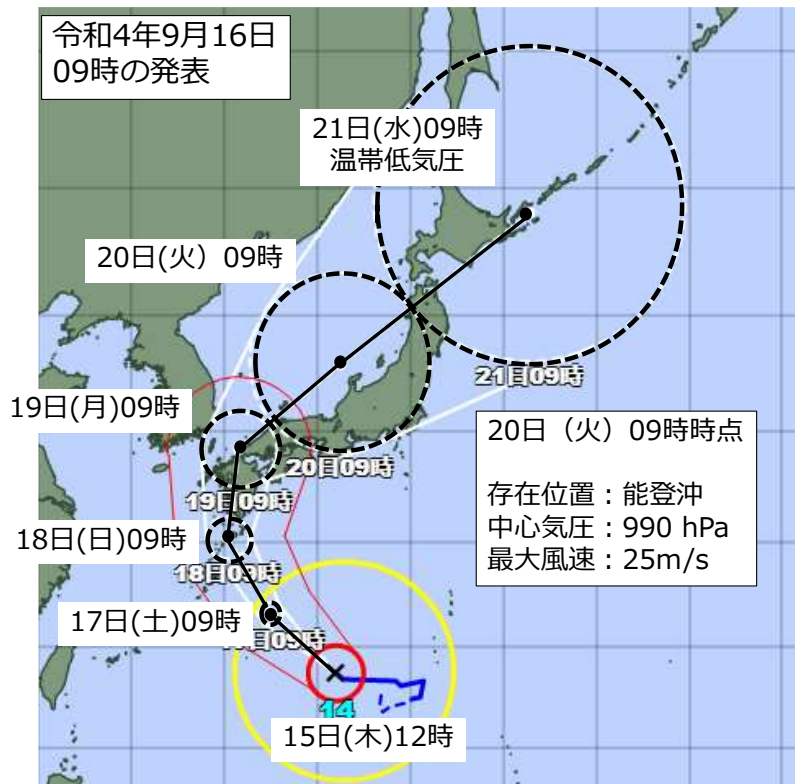 令和4年9月16日
09時の発表
21日(水)09時
温帯低気圧
20日(火）09時
21日09時
19日(月)09時
20日（火）09時時点
20日09時
存在位置：能登沖
19日09時
中心気圧：990 hPa
18日(日)09時
最大風速：25m/s
18日09時
17日(土)09時
日09時
14
15日(木)12時